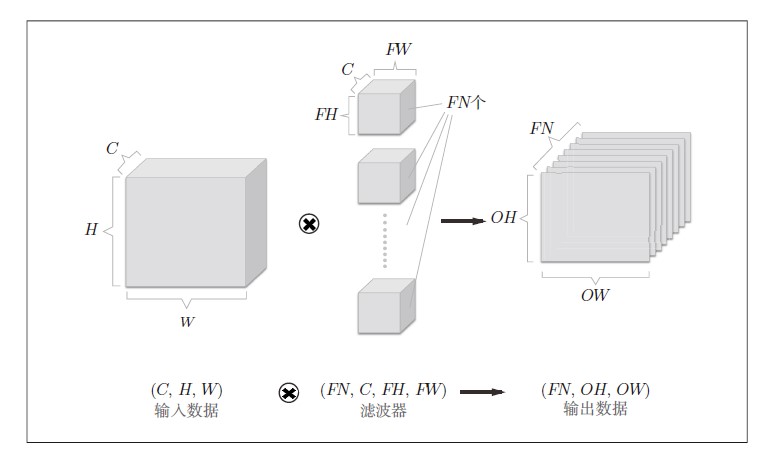 FW
C
FH
FN个
C
H
W
FN
OH
OW
(C, H, W)
(FN, C, FH, FW)
(FN, OH, OW)
输入数据
滤波器
输出数据